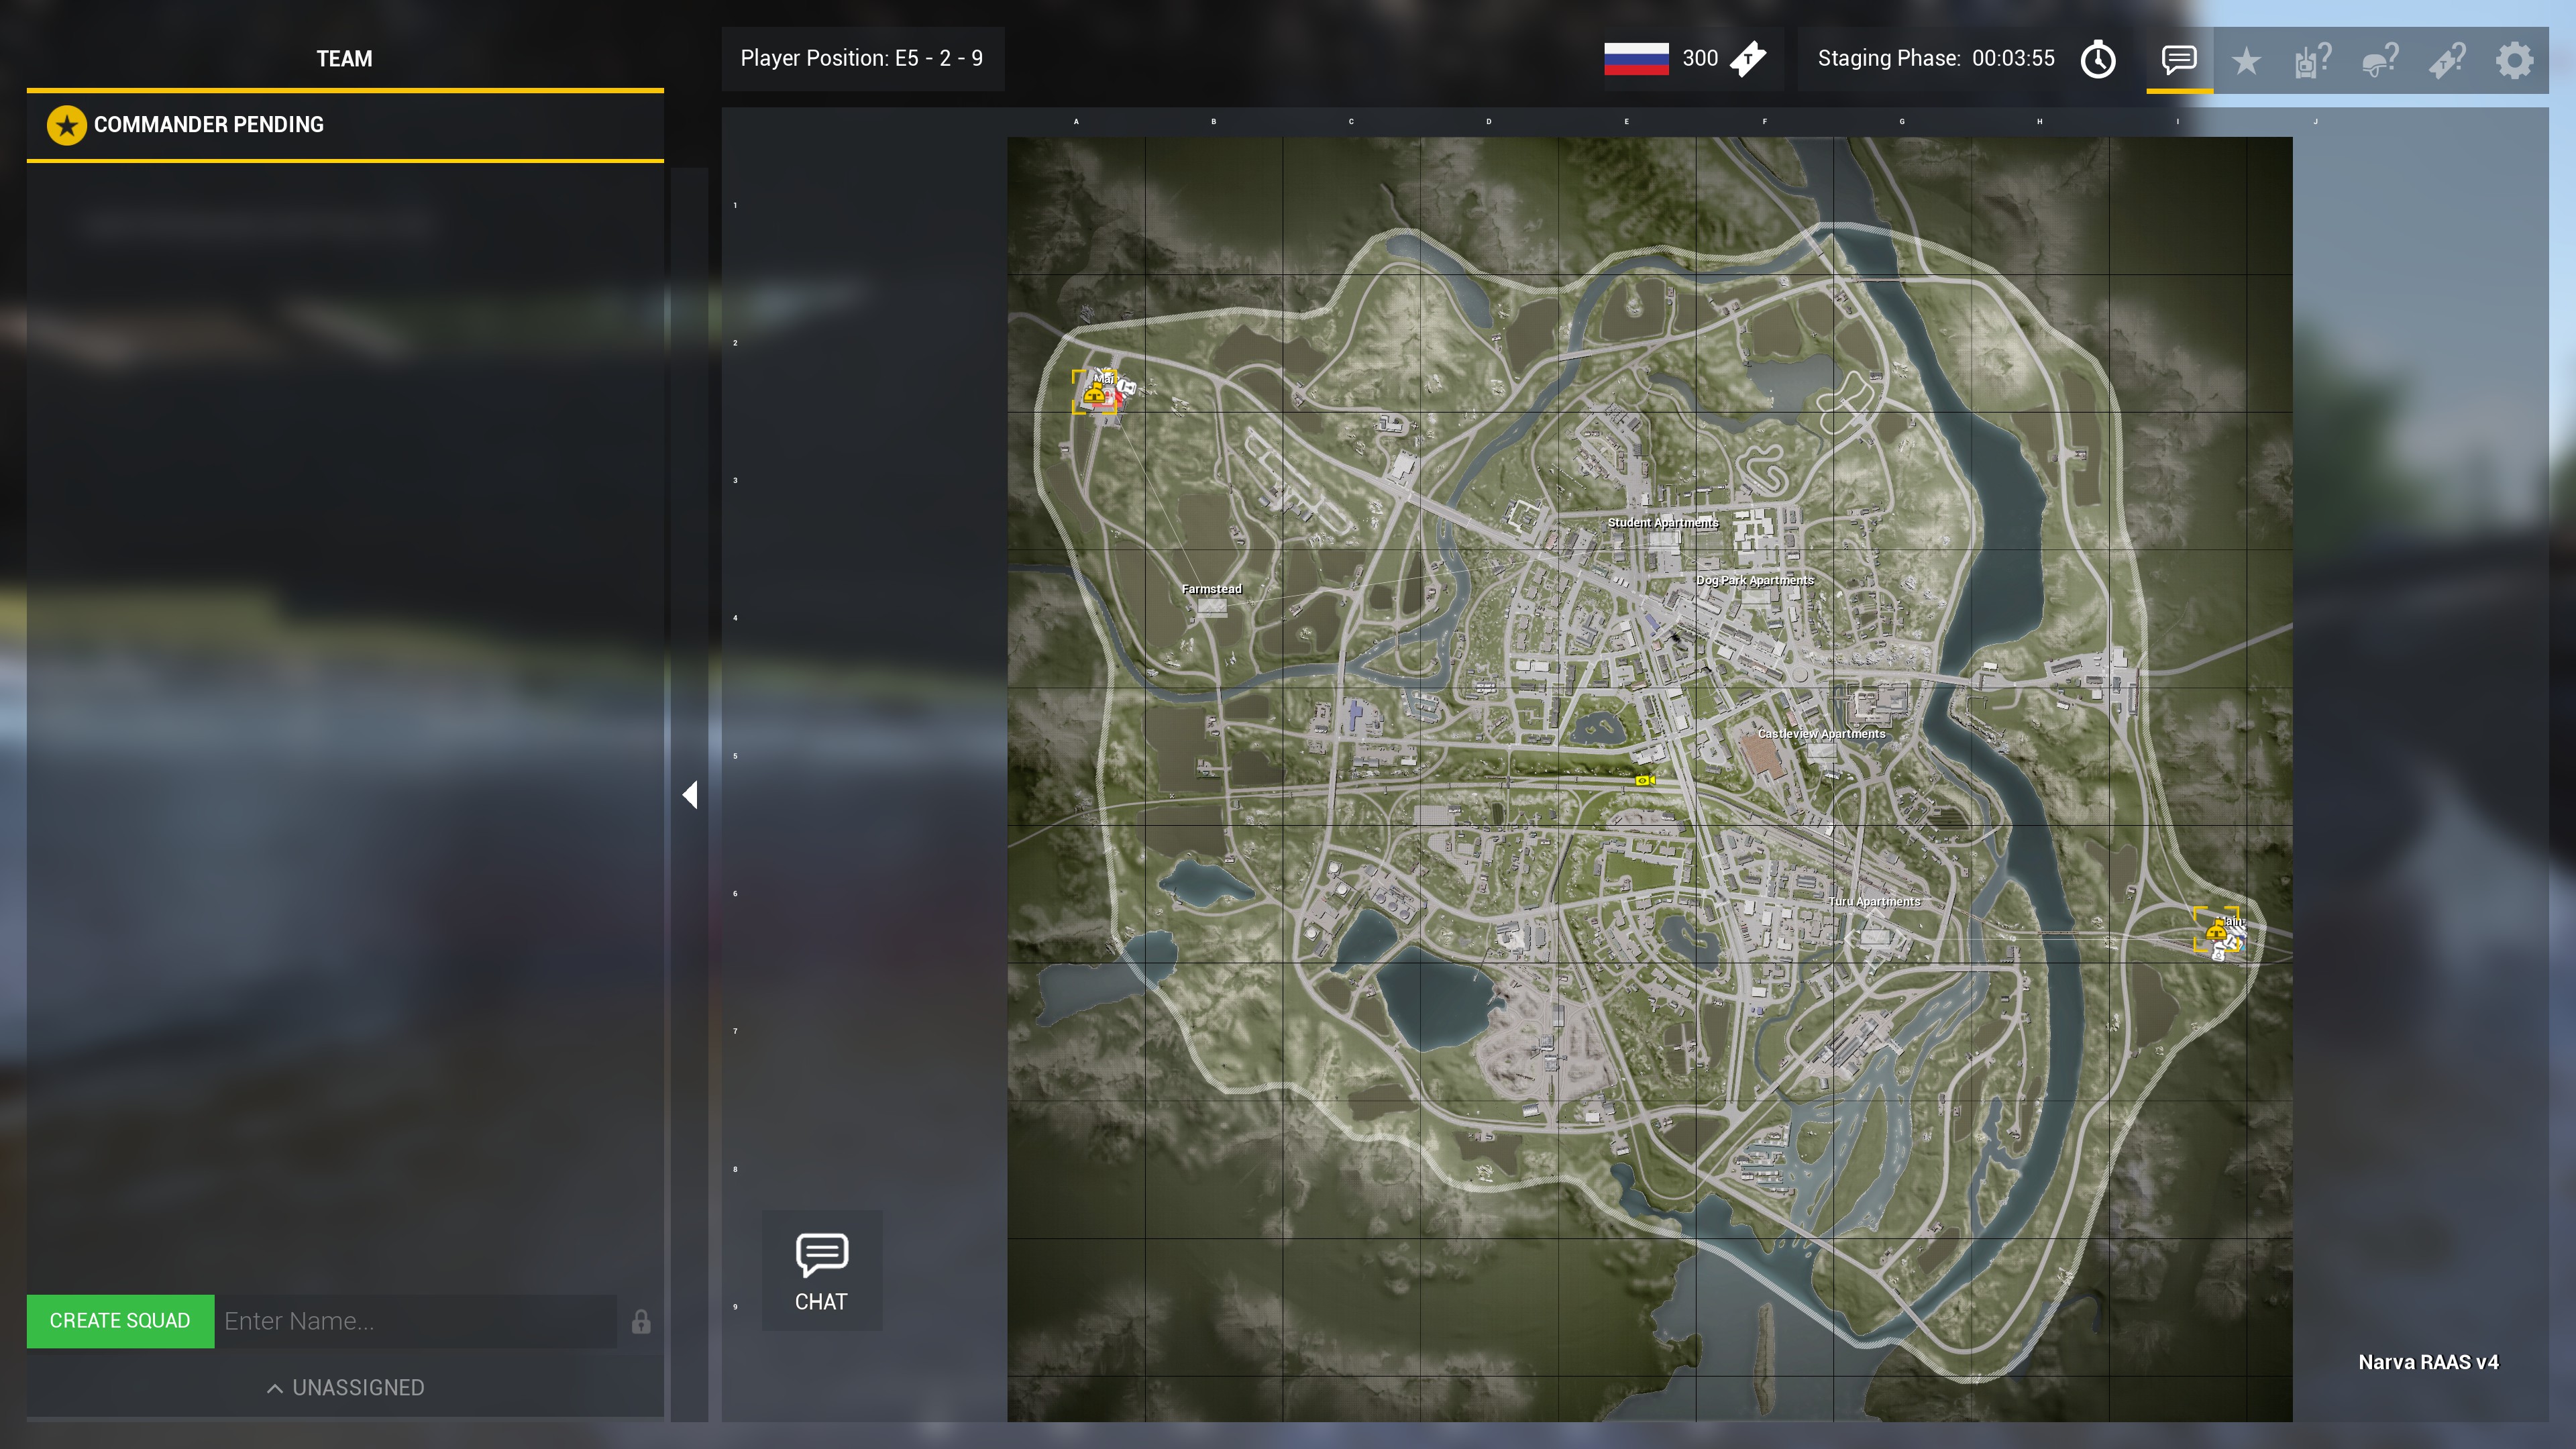 TEAM
Player Position: E5 - 2 - 9
300
Staging Phase: 00:03:55
COMMANDER PENDING
A B C D E F G H I J
1
2
Mai
3
Student Apartments
Dog Park Apartments
Farmstead
4
Castleview Apartments
5
6
Turu Apartments
Main
7
8
CHAT
9
CREATE SQUAD
Enter Name...
Narva RAAS v4
UNASSIGNED